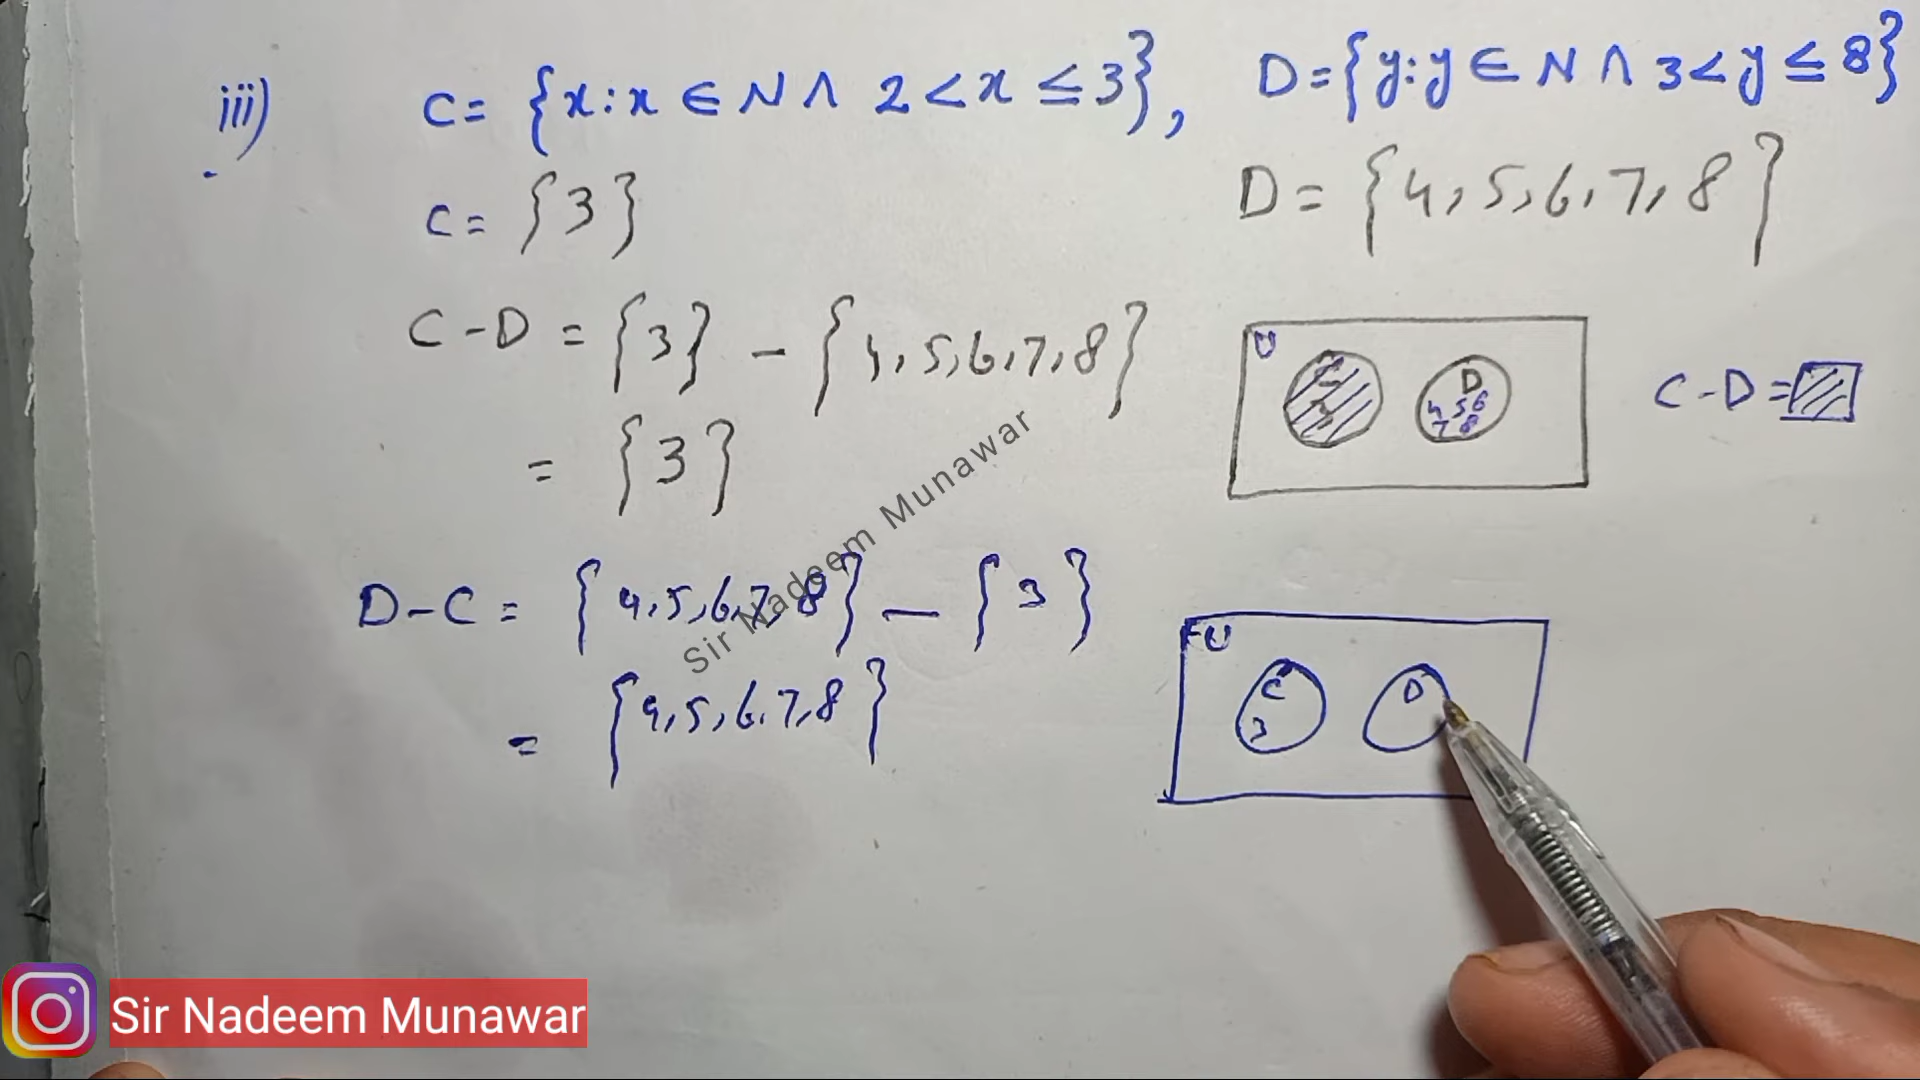 iii) C = {x : x ∈ N ∧ 2 < x ≤ 3}, D = {y : y ∈ N ∧ 3 < y ≤ 8}
C = {3} D = {4, 5, 6, 7, 8}
C - D = {3} - {4, 5, 6, 7, 8}
= {3}
U
C
3
D
4 5 6
7 8
C - D =
D - C = {4, 5, 6, 7, 8} - {3}
= {4, 5, 6, 7, 8}
U
C
3
D
Sir Nadeem Munawar
Sir Nadeem Munawar